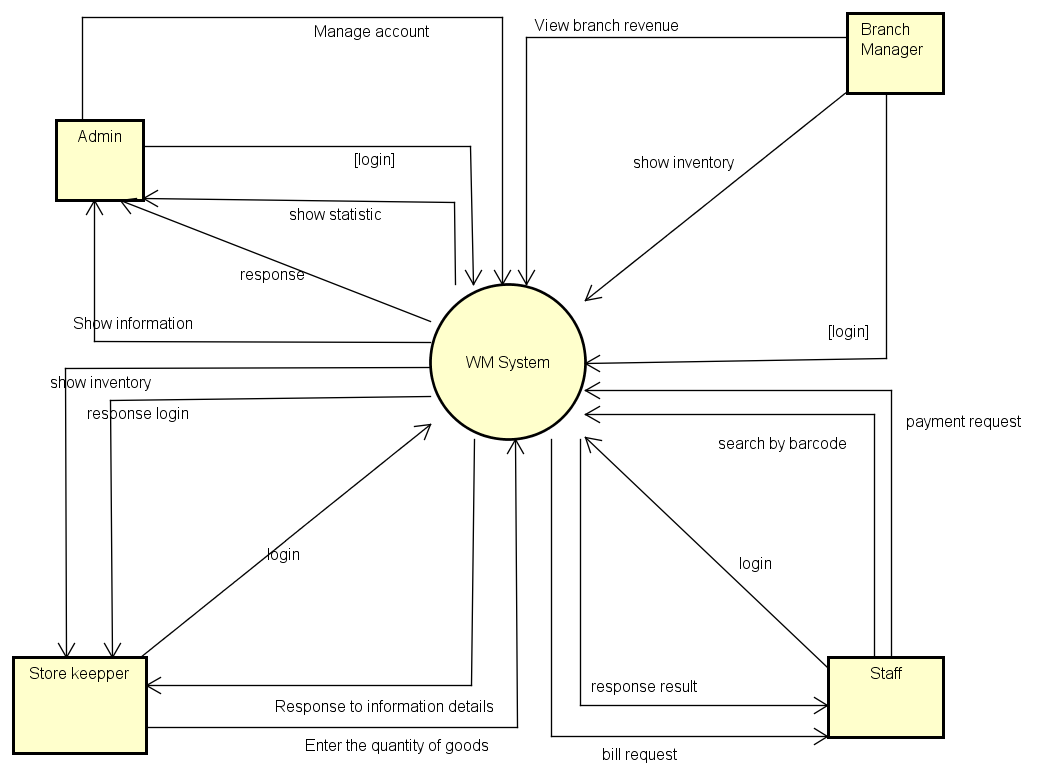 View branch revenue
Manage account
Branch
Manager
Admin
[login]
show inventory
show statistic
response
Show information
[login]
WM System
show inventory
response login
payment request
search by barcode
login
login
Store keepper
Staff
response result
Response to information details
Enter the quantity of goods
bill request